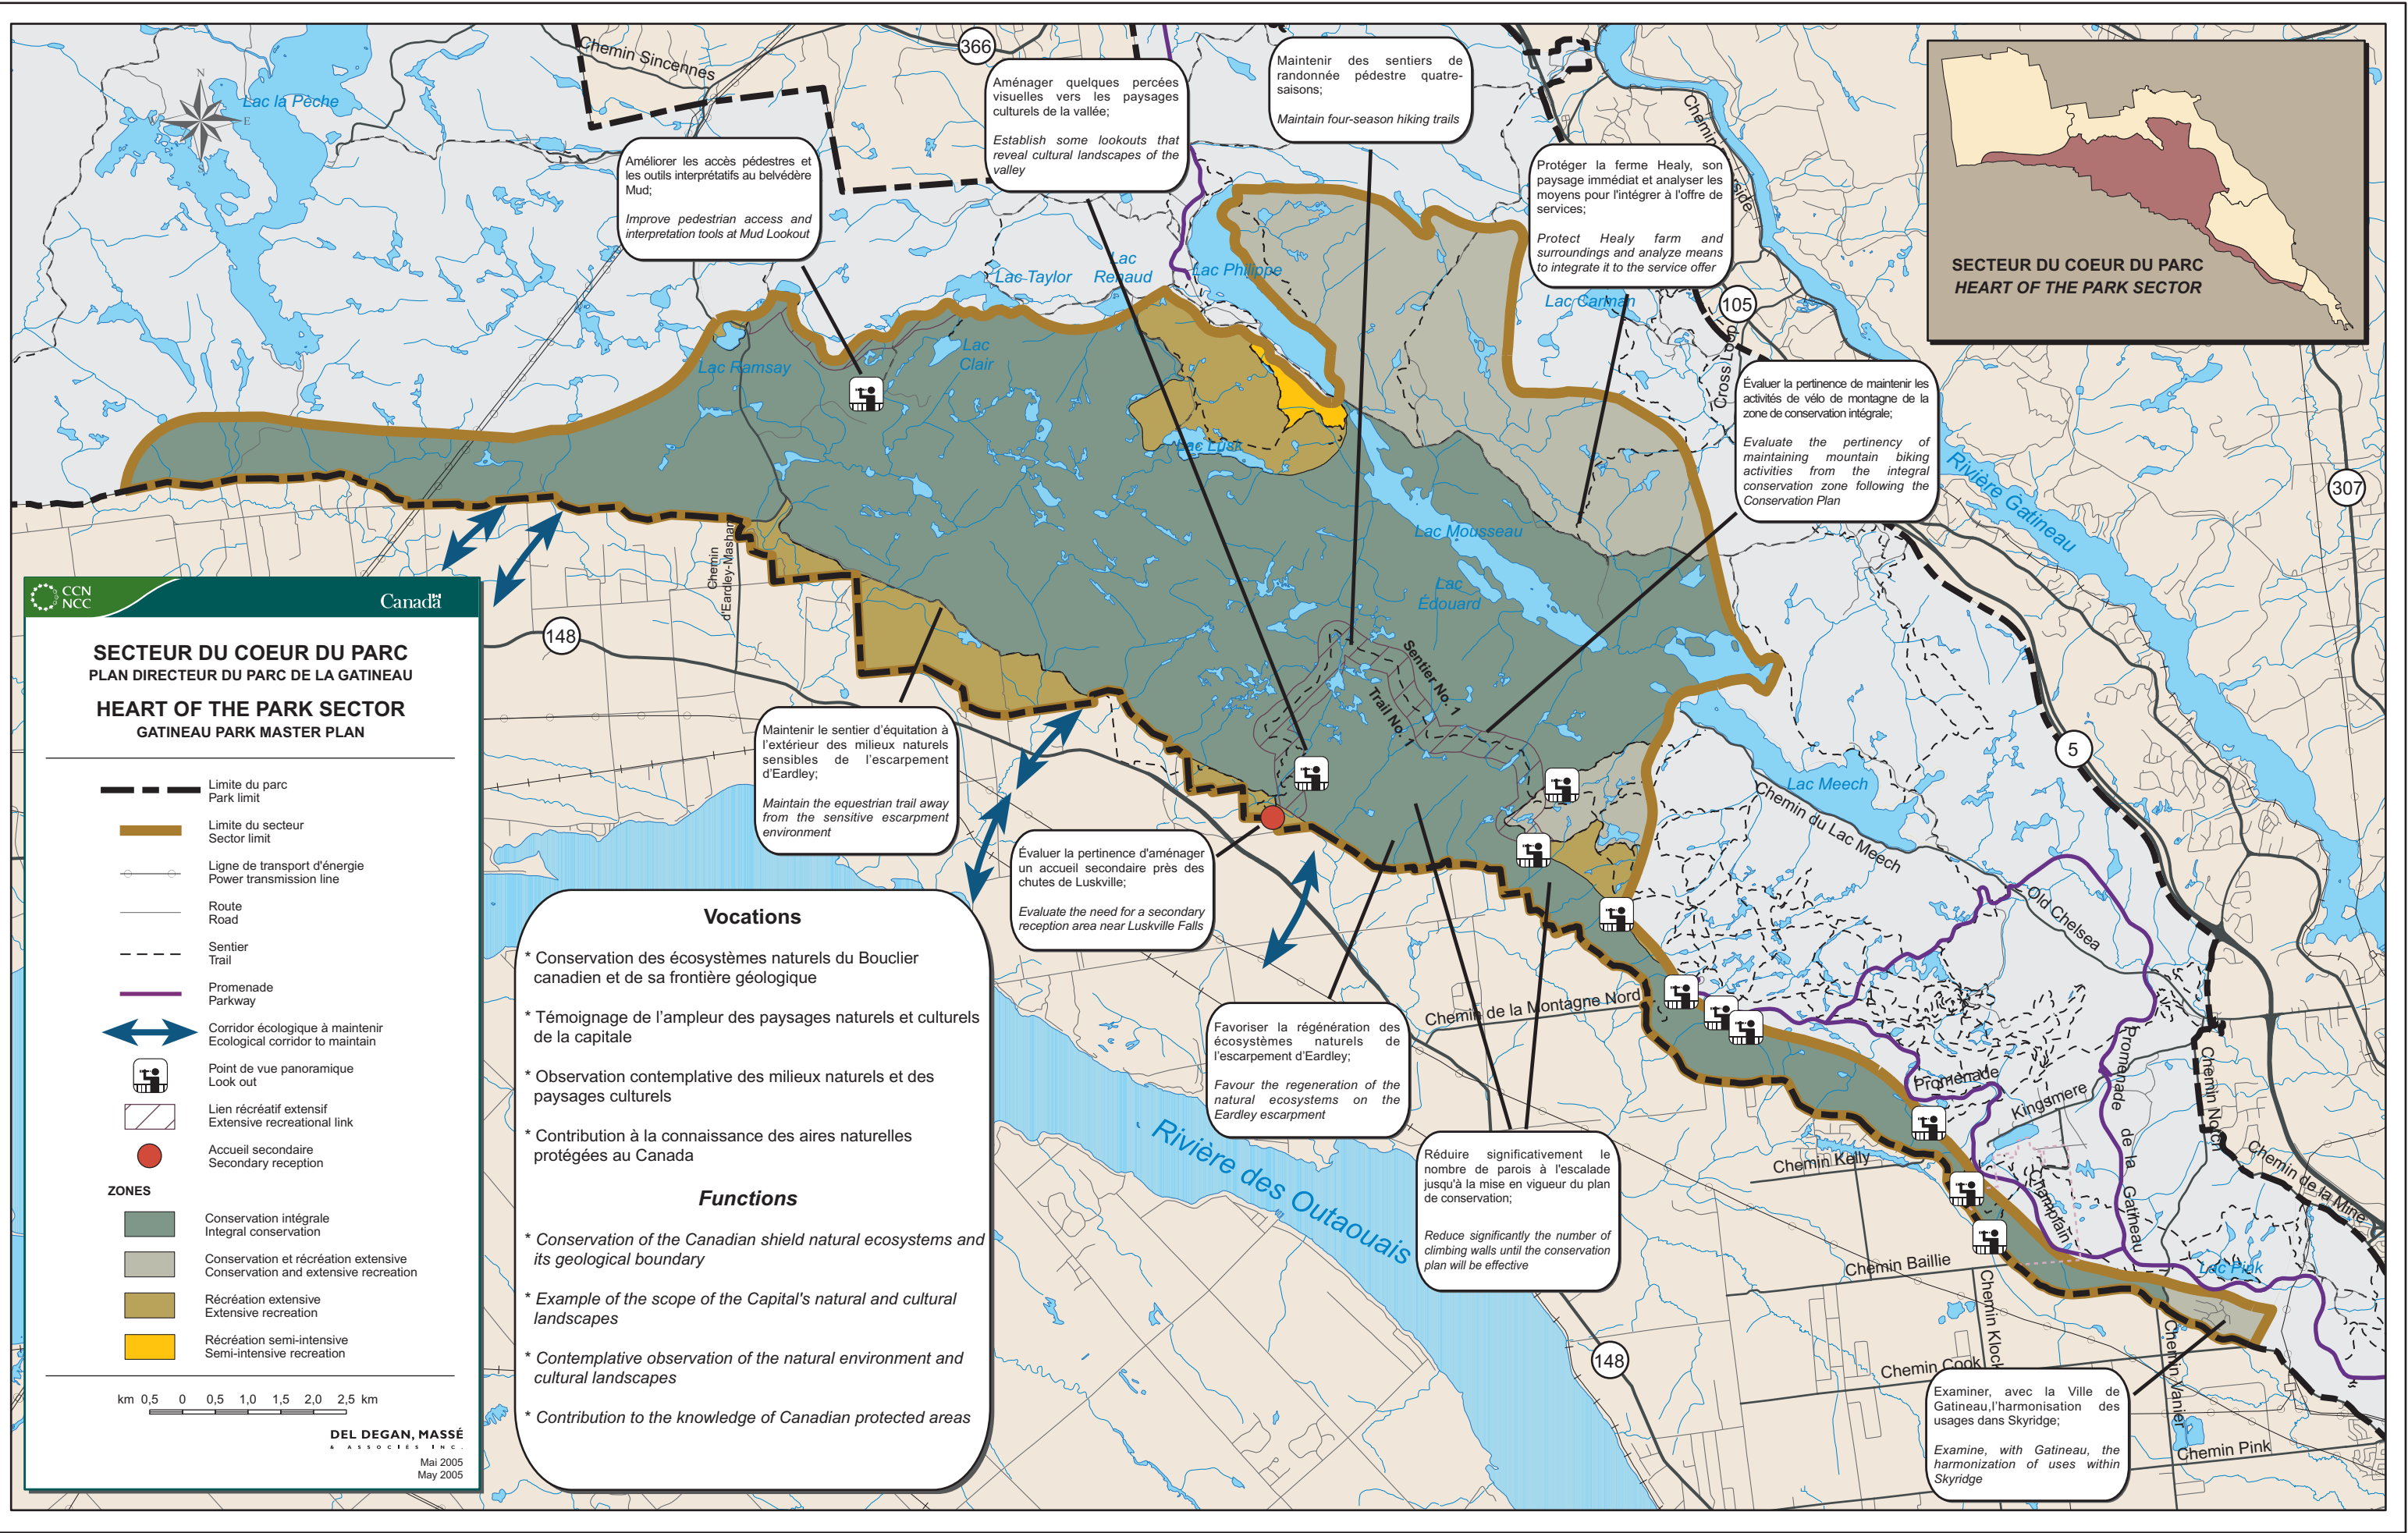 Chemin Sincennes
366
Lac la Pêche
N
E
S
Aménager quelques percées
visuelles vers les paysages
culturels de la vallée;
Establish some lookouts that
reveal cultural landscapes of the
valley
Maintenir des sentiers de
randonnée pédestre quatre-
saisons;
Maintain four-season hiking trails
Améliorer les accès pédestres et
les outils interprétatifs au belvédère
Mud;
Improve pedestrian access and
interpretation tools at Mud Lookout
Protéger la ferme Healy, son
paysage immédiat et analyser les
moyens pour l'intégrer à l'offre de
services;
Protect Healy farm and
surroundings and analyze means
to integrate it to the service offer
SECTEUR DU COEUR DU PARC
HEART OF THE PARK SECTOR
Lac Taylor
Lac
Renaud
Lac Philippe
Lac Carman
105
Cross Loop
Lac Ramsay
Lac
Clair
Lac Lusk
Évaluer la pertinence de maintenir les
activités de vélo de montagne de la
zone de conservation intégrale;
Evaluate the pertinency of
maintaining mountain biking
activities from the integral
conservation zone following the
Conservation Plan
Rivière Gatineau
307
Lac Mousseau
Lac
Édouard
Chemin
d'Eardley-Masham
148
Sentier No. 1
Trail No. 1
5
Lac Meech
Chemin du Lac Meech
Old Chelsea
CCN
NCC
Canada
SECTEUR DU COEUR DU PARC
PLAN DIRECTEUR DU PARC DE LA GATINEAU
HEART OF THE PARK SECTOR
GATINEAU PARK MASTER PLAN
Limite du parc
Park limit
Limite du secteur
Sector limit
Ligne de transport d'énergie
Power transmission line
Route
Road
Sentier
Trail
Promenade
Parkway
Corridor écologique à maintenir
Ecological corridor to maintain
Point de vue panoramique
Look out
Lien récréatif extensif
Extensive recreational link
Accueil secondaire
Secondary reception
ZONES
Conservation intégrale
Integral conservation
Conservation et récréation extensive
Conservation and extensive recreation
Récréation extensive
Extensive recreation
Récréation semi-intensive
Semi-intensive recreation
km 0,5 0 0,5 1,0 1,5 2,0 2,5 km
DEL DEGAN, MASSÉ
& ASSOCIÉS INC.
Mai 2005
May 2005
Maintenir le sentier d'équitation à
l'extérieur des milieux naturels
sensibles de l'escarpement
d'Eardley;
Maintain the equestrian trail away
from the sensitive escarpment
environment
Évaluer la pertinence d'aménager
un accueil secondaire près des
chutes de Luskville;
Evaluate the need for a secondary
reception area near Luskville Falls
Vocations
* Conservation des écosystèmes naturels du Bouclier
canadien et de sa frontière géologique
* Témoignage de l'ampleur des paysages naturels et culturels
de la capitale
* Observation contemplative des milieux naturels et des
paysages culturels
* Contribution à la connaissance des aires naturelles
protégées au Canada
Functions
* Conservation of the Canadian shield natural ecosystems and
its geological boundary
* Example of the scope of the Capital's natural and cultural
landscapes
* Contemplative observation of the natural environment and
cultural landscapes
* Contribution to the knowledge of Canadian protected areas
Favoriser la régénération des
écosystèmes naturels de
l'escarpement d'Eardley;
Favour the regeneration of the
natural ecosystems on the
Eardley escarpment
Réduire significativement le
nombre de parois à l'escalade
jusqu'à la mise en vigueur du plan
de conservation;
Reduce significantly the number of
climbing walls until the conservation
plan will be effective
Chemin de la Montagne Nord
Rivière des Outaouais
Promenade
Kingsmere
Promenade de la Gatineau
Champlain
Chemin Notch
Chemin de la Mine
Chemin Kelly
Chemin Baillie
Chemin Klock
Chemin Cook
Lac Pink
Chemin Vanier
Chemin Pink
148
Examiner, avec la Ville de
Gatineau,l'harmonisation des
usages dans Skyridge;
Examine, with Gatineau, the
harmonization of uses within
Skyridge